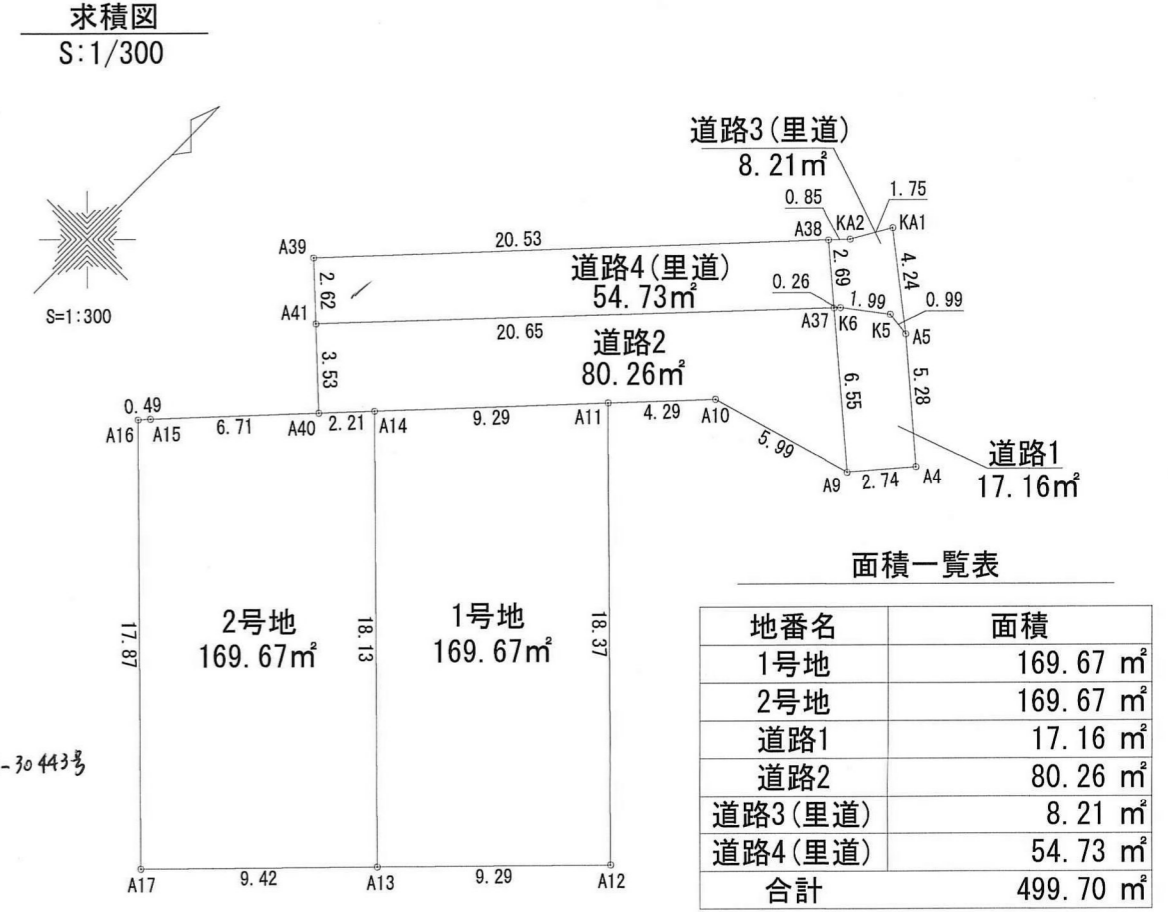 求積図
S:1/300
S=1:300
道路3(里道)
8.21㎡
0.85
1.75
A38
KA2
KA1
A39
20.53
2.62
道路4(里道)
54.73㎡
2.69
4.24
0.26
1.99
0.99
A41
A37
K6
K5
A5
20.65
道路2
80.26㎡
3.53
6.55
5.28
0.49
A16
A15
6.71
A40
2.21
A14
9.29
A11
4.29
A10
5.99
A9
2.74
A4
道路1
17.16㎡
17.87
2号地
169.67㎡
18.13
1号地
169.67㎡
18.37
-30443号
A17
9.42
A13
9.29
A12
面積一覧表
地番名 面積
1号地 169.67 ㎡
2号地 169.67 ㎡
道路1 17.16 ㎡
道路2 80.26 ㎡
道路3(里道) 8.21 ㎡
道路4(里道) 54.73 ㎡
合計 499.70 ㎡